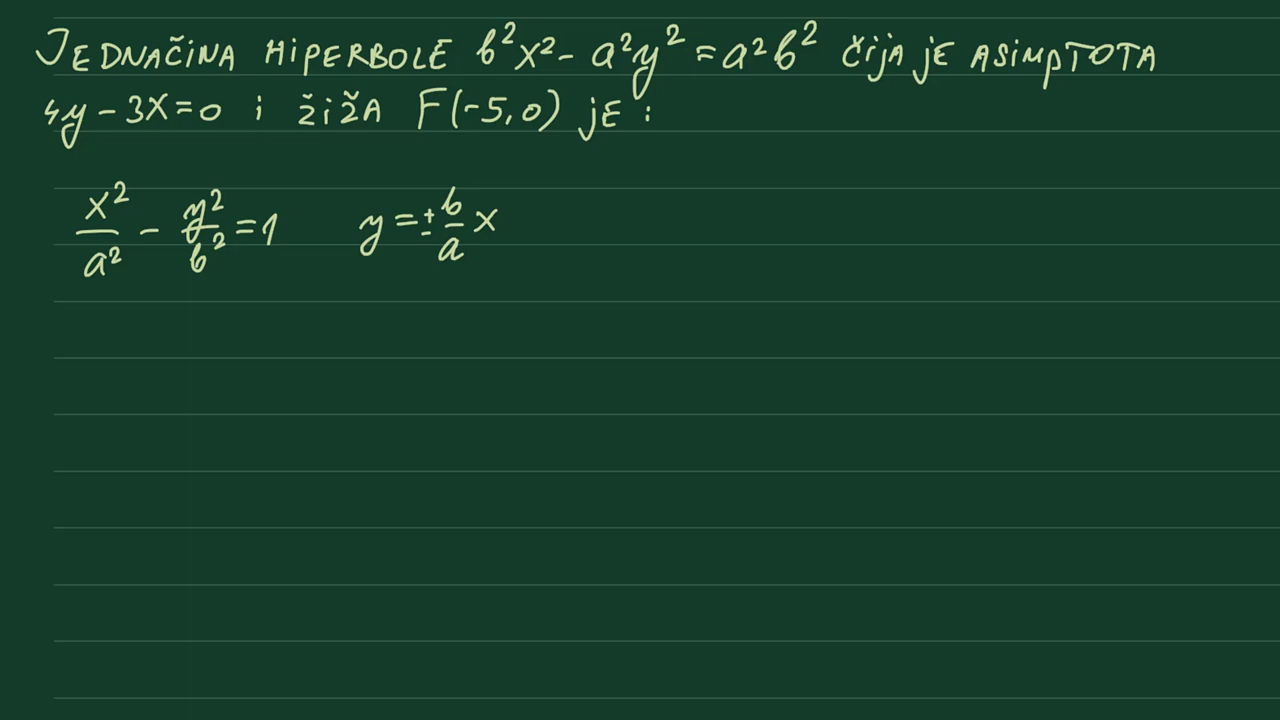 JEDNAČINA HIPERBOLE b²x² - a²y² = a²b² ČIJA JE ASIMPTOTA
4y - 3x = 0 i ŽIŽA F(-5,0) JE :
x²/a² - y²/b² = 1 y = ± b/a x